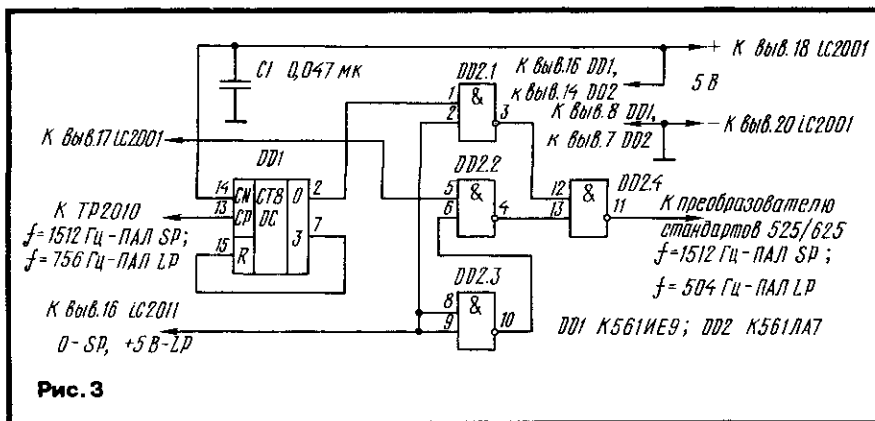 К выв.18 IC2001
+
5 В
C1 0,047 мк
К выв.16 DD1,
к выв.14 DD2
К выв.8 DD1,
к выв.7 DD2
− К выв.20 IC2001
DD2.1
1
2
&
3
К выв.17 IC2001
DD1
14 CN CT8 0 2
13 CP DC
15 R 3 7
К TP2010
f=1512 Гц-ПАЛ SP;
f=756 Гц-ПАЛ LP
DD2.2
5
6
&
4
DD2.4
12
13
&
11
К преобразователю
стандартов 525/625
f=1512 Гц-ПАЛ SP;
f=504 Гц-ПАЛ LP
DD2.3
8
9
&
10
К выв.16 IC2011
0-SP, +5 В-LP
DD1 К561ИЕ9; DD2 К561ЛА7
Рис. 3